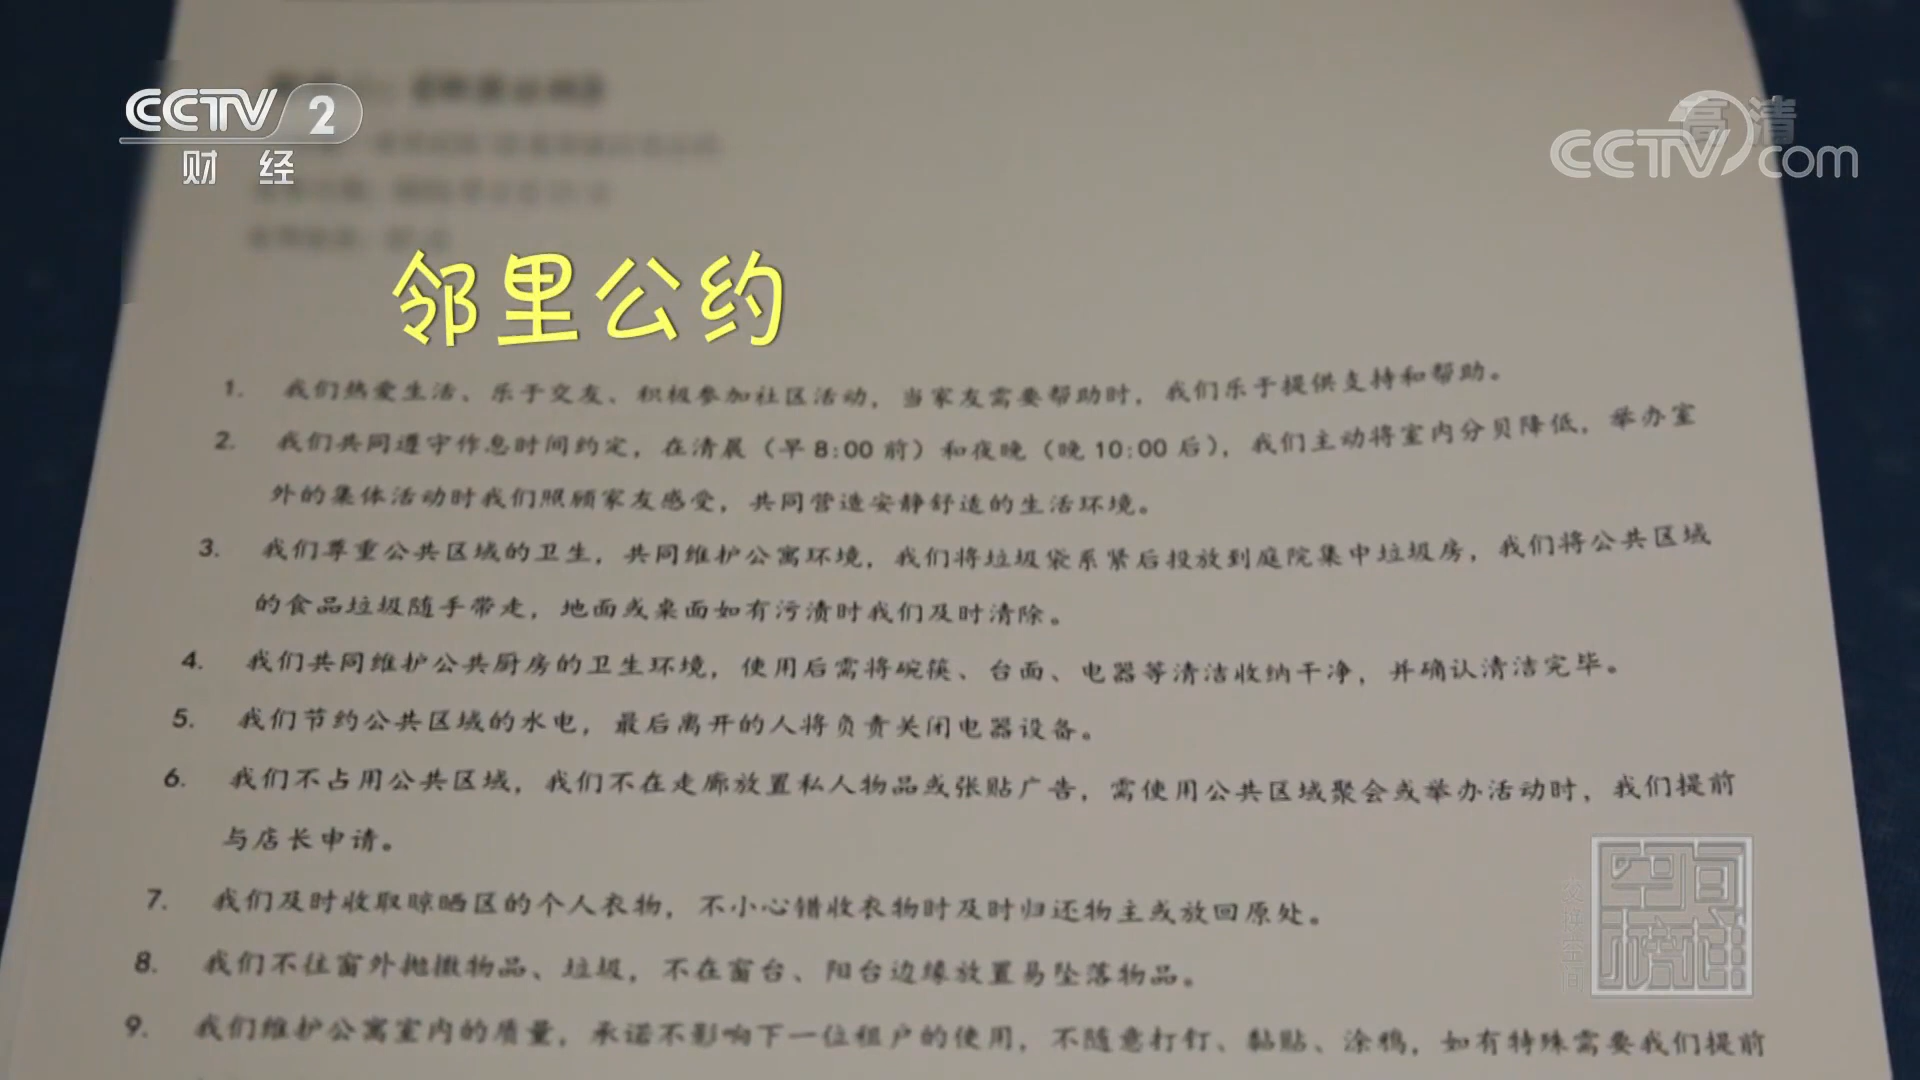 CCTV 2
财经
高清
CCTV.com
邻里公约
1. 我们热爱生活、乐于交友、积极参加社区活动，当家友需要帮助时，我们乐于提供支持和帮助。
2. 我们共同遵守作息时间约定，在清晨（早8:00前）和夜晚（晚10:00后），我们主动将室内分贝降低，举办室
外的集体活动时我们照顾家友感受，共同营造安静舒适的生活环境。
3. 我们尊重公共区域的卫生，共同维护公寓环境，我们将垃圾袋系紧后投放到庭院集中垃圾房，我们将公共区域
的食品垃圾随手带走，地面或桌面如有污渍时我们及时清除。
4. 我们共同维护公共厨房的卫生环境，使用后需将碗筷、台面、电器等清洁收纳干净，并确认清洁完毕。
5. 我们节约公共区域的水电，最后离开的人将负责关闭电器设备。
6. 我们不占用公共区域，我们不在走廊放置私人物品或张贴广告，需使用公共区域聚会或举办活动时，我们提前
与店长申请。
7. 我们及时收取晾晒区的个人衣物，不小心错收衣物时及时归还物主或放回原处。
8. 我们不往窗外抛撒物品、垃圾，不在窗台、阳台边缘放置易坠落物品。
9. 我们维护公寓室内的质量，承诺不影响下一位租户的使用，不随意打钉、黏贴、涂鸦，如有特殊需要我们提前
空间榜样